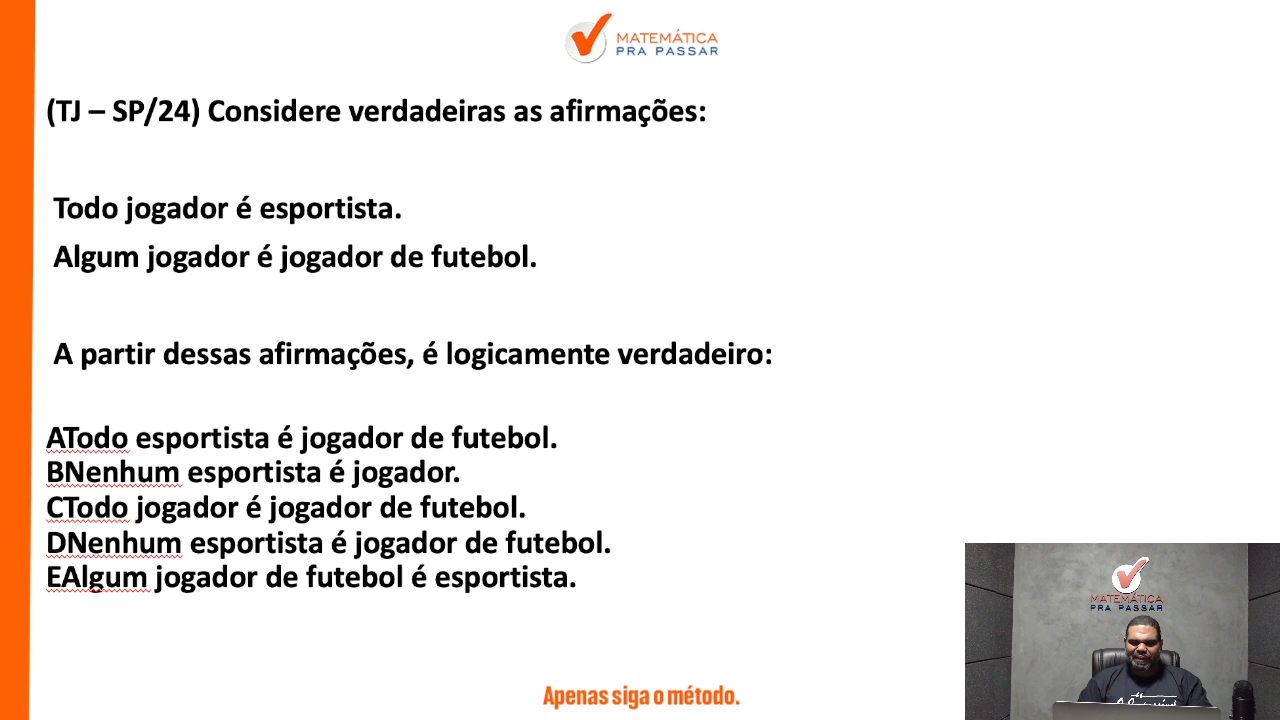 MATEMÁTICA
PRA PASSAR
(TJ – SP/24) Considere verdadeiras as afirmações:
Todo jogador é esportista.
Algum jogador é jogador de futebol.
A partir dessas afirmações, é logicamente verdadeiro:
ATodo esportista é jogador de futebol.
BNenhum esportista é jogador.
CTodo jogador é jogador de futebol.
DNenhum esportista é jogador de futebol.
EAlgum jogador de futebol é esportista.
MATEMÁTICA
PRA PASSAR
Apenas siga o método.